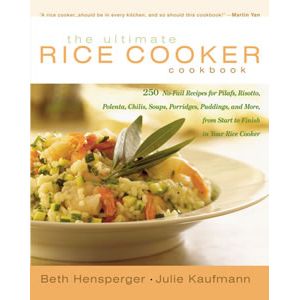 "A rice cooker...should be in every kitchen, and so should this cookbook!" —Martin Yan
the ultimate
RICE COOKER
cookbook
250 No-Fail Recipes for Pilafs, Risotto,
Polenta, Chilis, Soups, Porridges, Puddings, and More,
from Start to Finish
in Your Rice Cooker
Beth Hensperger • Julie Kaufmann